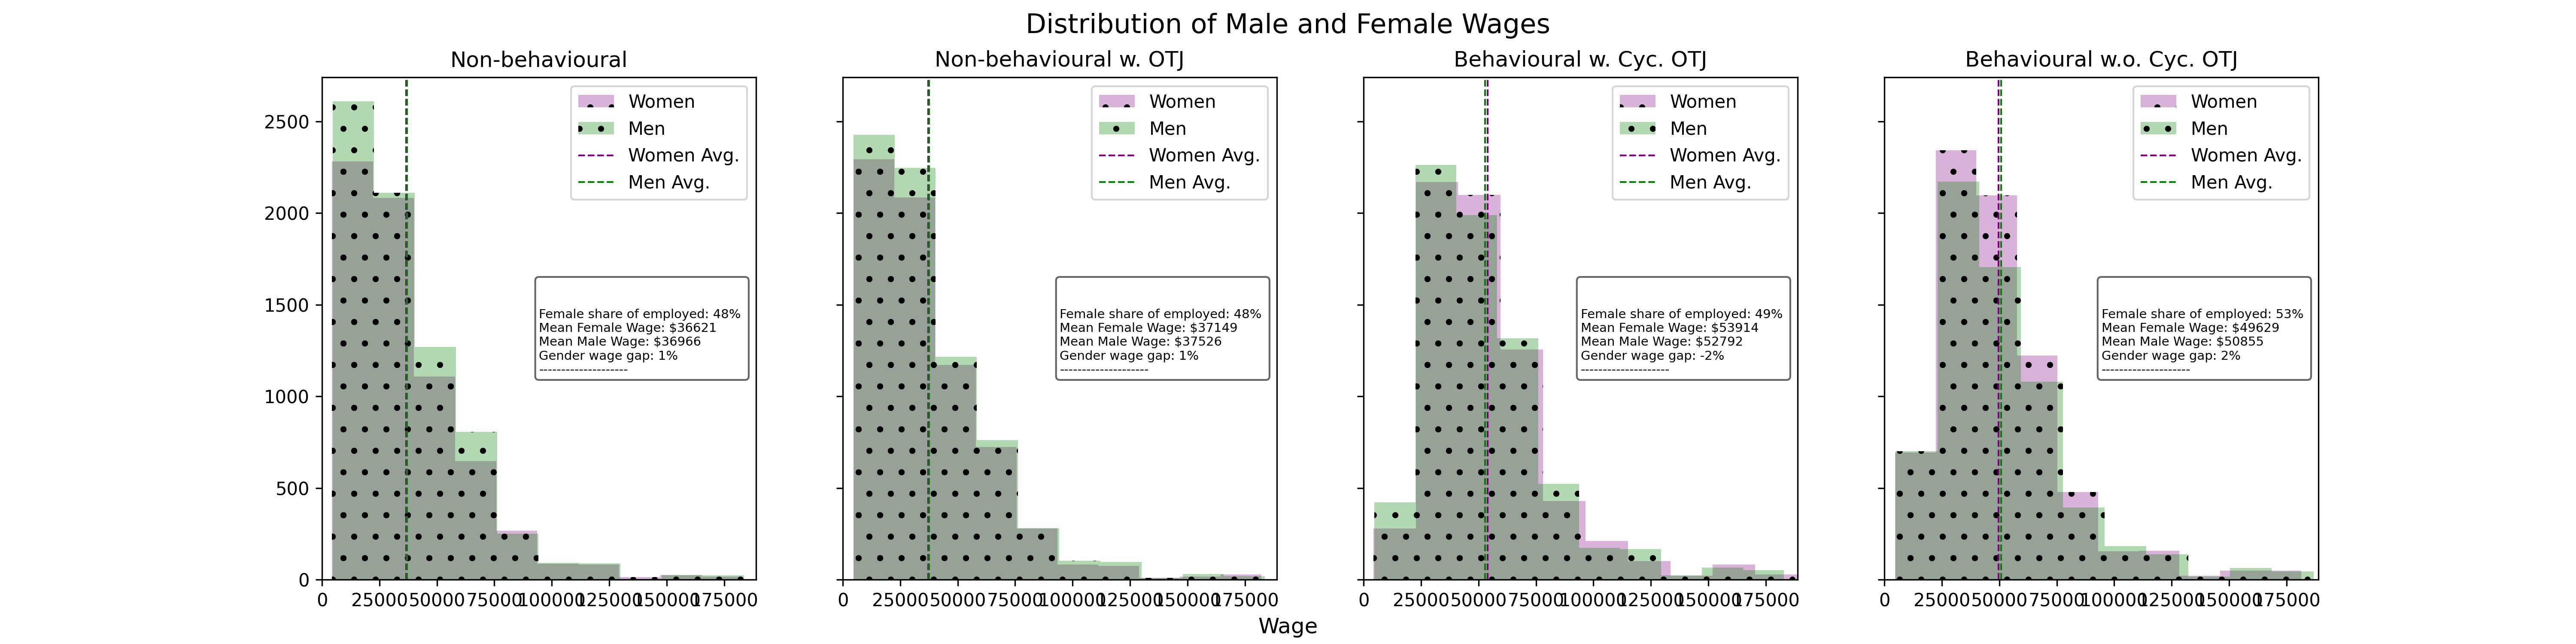 Distribution of Male and Female Wages
Non-behavioural
Women
Men
Women Avg.
Men Avg.
Female share of employed: 48%
Mean Female Wage: $36621
Mean Male Wage: $36966
Gender wage gap: 1%
--------------------
2500
2000
1500
1000
500
0
0 25000 50000 75000 100000 125000 150000 175000
Non-behavioural w. OTJ
Women
Men
Women Avg.
Men Avg.
Female share of employed: 48%
Mean Female Wage: $37149
Mean Male Wage: $37526
Gender wage gap: 1%
--------------------
0 25000 50000 75000 100000 125000 150000 175000
Behavioural w. Cyc. OTJ
Women
Men
Women Avg.
Men Avg.
Female share of employed: 49%
Mean Female Wage: $53914
Mean Male Wage: $52792
Gender wage gap: -2%
--------------------
0 25000 50000 75000 100000 125000 150000 175000
Behavioural w.o. Cyc. OTJ
Women
Men
Women Avg.
Men Avg.
Female share of employed: 53%
Mean Female Wage: $49629
Mean Male Wage: $50855
Gender wage gap: 2%
--------------------
0 25000 50000 75000 100000 125000 150000 175000
Wage